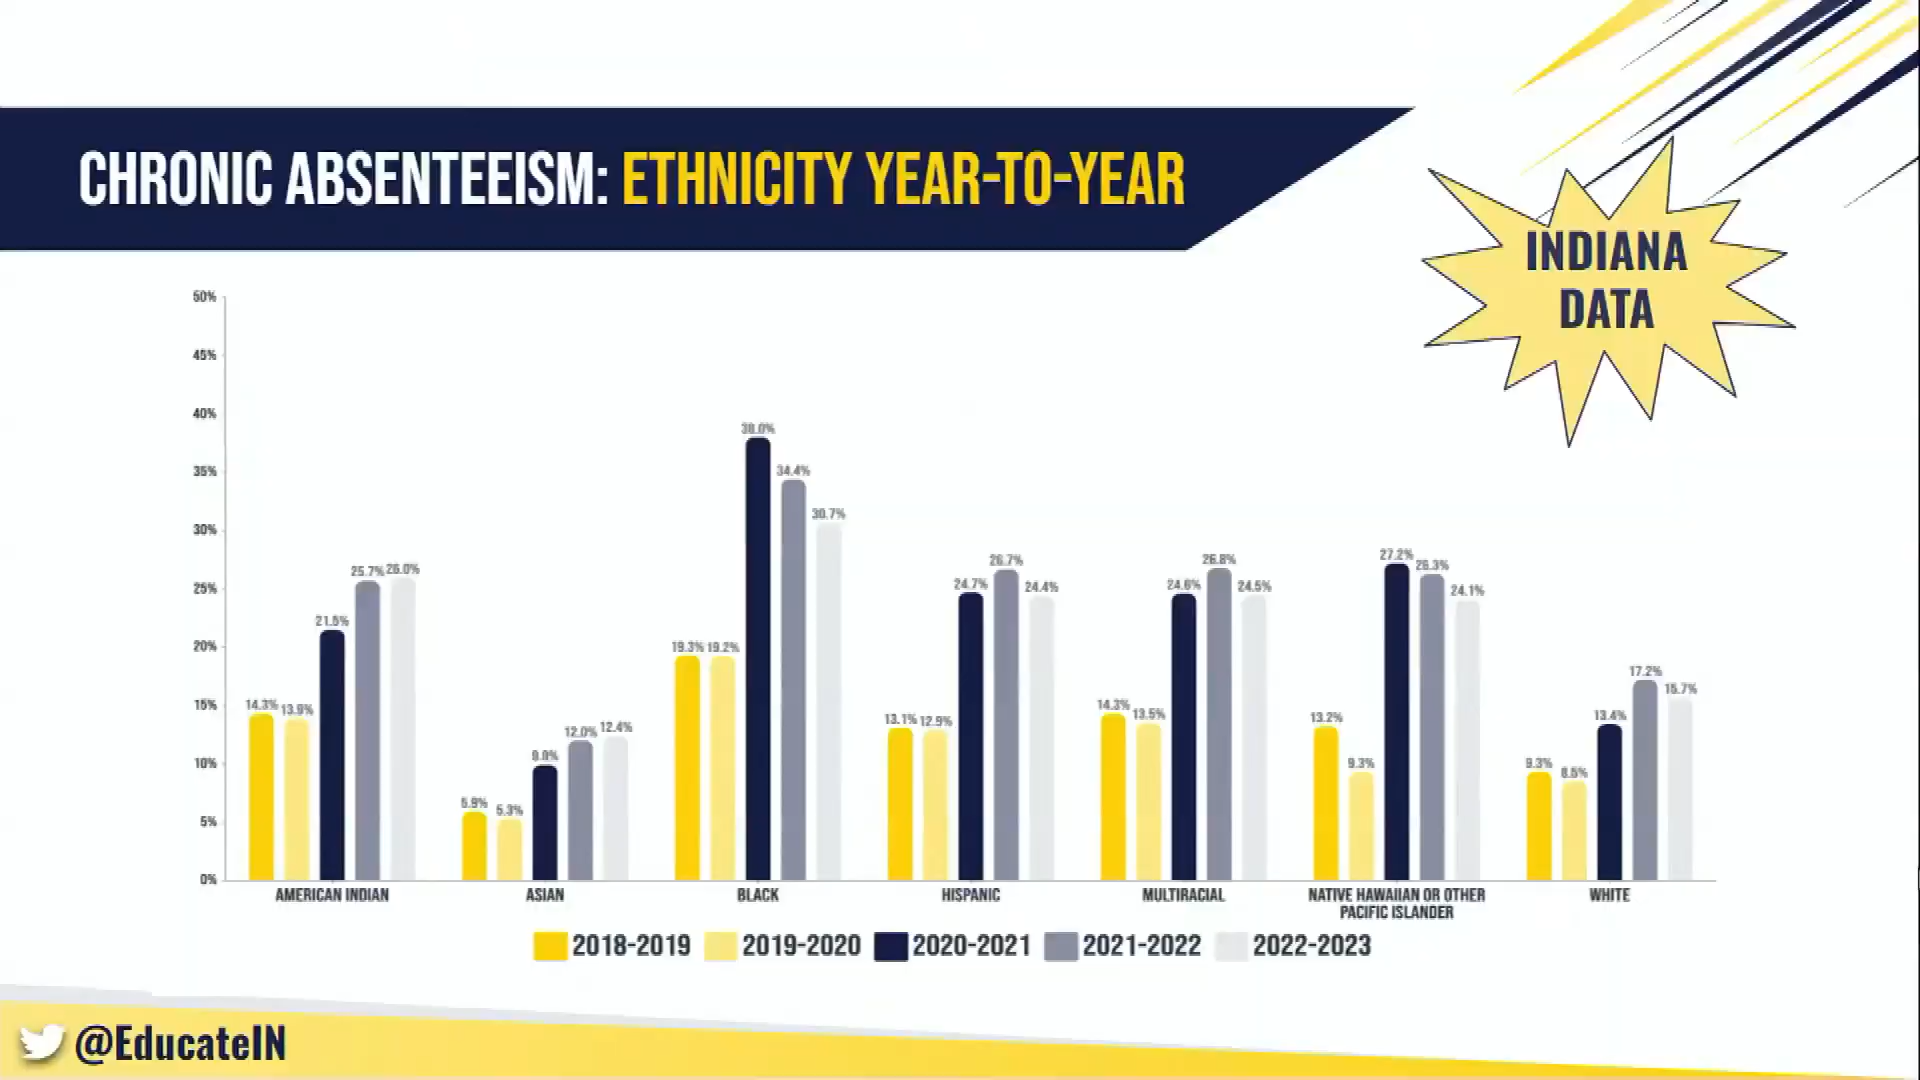 CHRONIC ABSENTEEISM: ETHNICITY YEAR-TO-YEAR
INDIANA
DATA
50%
45%
40%
35%
30%
25%
20%
15%
10%
5%
0%
14.3% 13.9% 21.5% 25.7% 26.0%
5.9% 5.3% 9.9% 12.0% 12.4%
19.3% 19.2% 38.0% 34.4% 30.7%
13.1% 12.9% 24.7% 26.7% 24.4%
14.3% 13.5% 24.6% 26.8% 24.5%
13.2% 9.3% 27.2% 26.3% 24.1%
9.3% 8.5% 13.4% 17.2% 15.7%
AMERICAN INDIAN
ASIAN
BLACK
HISPANIC
MULTIRACIAL
NATIVE HAWAIIAN OR OTHER
PACIFIC ISLANDER
WHITE
2018-2019 2019-2020 2020-2021 2021-2022 2022-2023
@EducateIN